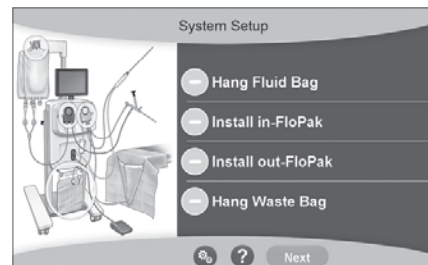 System Setup
Hang Fluid Bag
Install in-FloPak
Install out-FloPak
Hang Waste Bag
? Next